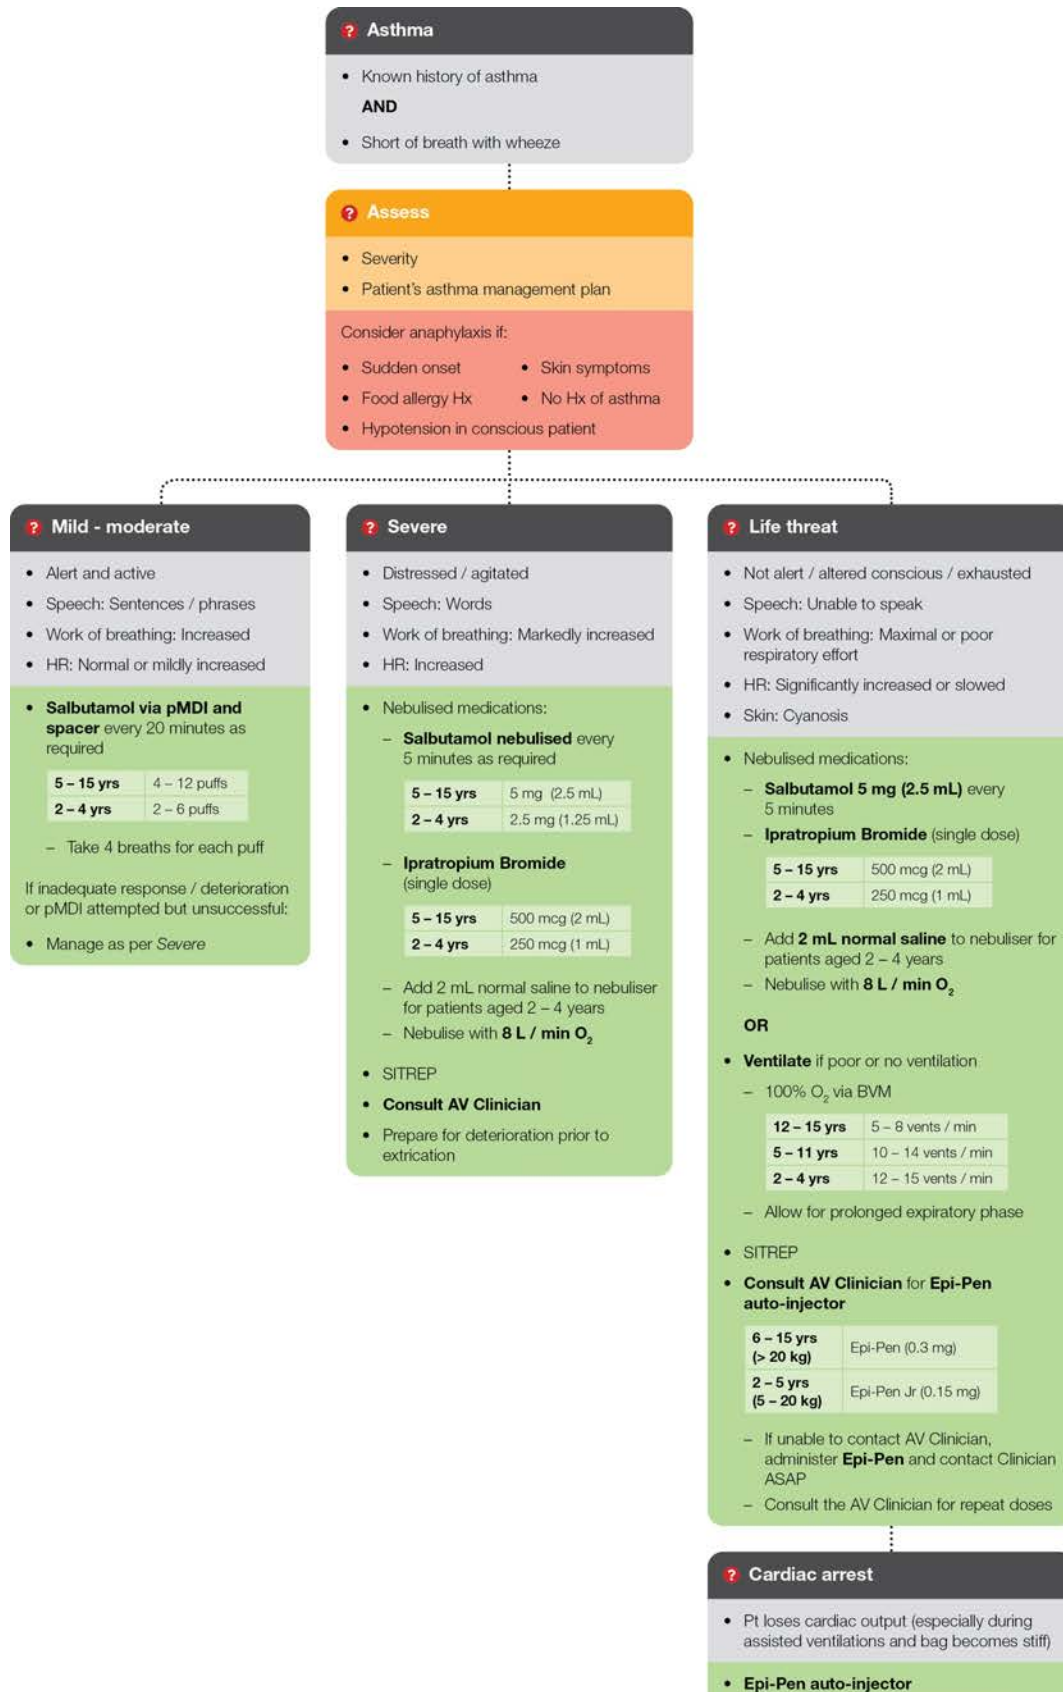 ? Asthma
• Known history of asthma
AND
• Short of breath with wheeze
? Assess
• Severity
• Patient's asthma management plan
Consider anaphylaxis if:
• Sudden onset • Skin symptoms
• Food allergy Hx • No Hx of asthma
• Hypotension in conscious patient
? Mild - moderate
• Alert and active
• Speech: Sentences / phrases
• Work of breathing: Increased
• HR: Normal or mildly increased
• Salbutamol via pMDI and
spacer every 20 minutes as
required
5 – 15 yrs 4 – 12 puffs
2 – 4 yrs 2 – 6 puffs
– Take 4 breaths for each puff
If inadequate response / deterioration
or pMDI attempted but unsuccessful:
• Manage as per Severe
? Severe
• Distressed / agitated
• Speech: Words
• Work of breathing: Markedly increased
• HR: Increased
• Nebulised medications:
– Salbutamol nebulised every
5 minutes as required
5 – 15 yrs 5 mg (2.5 mL)
2 – 4 yrs 2.5 mg (1.25 mL)
– Ipratropium Bromide
(single dose)
5 – 15 yrs 500 mcg (2 mL)
2 – 4 yrs 250 mcg (1 mL)
– Add 2 mL normal saline to nebuliser
for patients aged 2 – 4 years
– Nebulise with 8 L / min O₂
• SITREP
• Consult AV Clinician
• Prepare for deterioration prior to
extrication
? Life threat
• Not alert / altered conscious / exhausted
• Speech: Unable to speak
• Work of breathing: Maximal or poor
respiratory effort
• HR: Significantly increased or slowed
• Skin: Cyanosis
• Nebulised medications:
– Salbutamol 5 mg (2.5 mL) every
5 minutes
– Ipratropium Bromide (single dose)
5 – 15 yrs 500 mcg (2 mL)
2 – 4 yrs 250 mcg (1 mL)
– Add 2 mL normal saline to nebuliser for
patients aged 2 – 4 years
– Nebulise with 8 L / min O₂
OR
• Ventilate if poor or no ventilation
– 100% O₂ via BVM
12 – 15 yrs 5 – 8 vents / min
5 – 11 yrs 10 – 14 vents / min
2 – 4 yrs 12 – 15 vents / min
– Allow for prolonged expiratory phase
• SITREP
• Consult AV Clinician for Epi-Pen
auto-injector
6 – 15 yrs
(> 20 kg) Epi-Pen (0.3 mg)
2 – 5 yrs
(5 – 20 kg) Epi-Pen Jr (0.15 mg)
– If unable to contact AV Clinician,
administer Epi-Pen and contact Clinician
ASAP
– Consult the AV Clinician for repeat doses
? Cardiac arrest
• Pt loses cardiac output (especially during
assisted ventilations and bag becomes stiff)
• Epi-Pen auto-injector